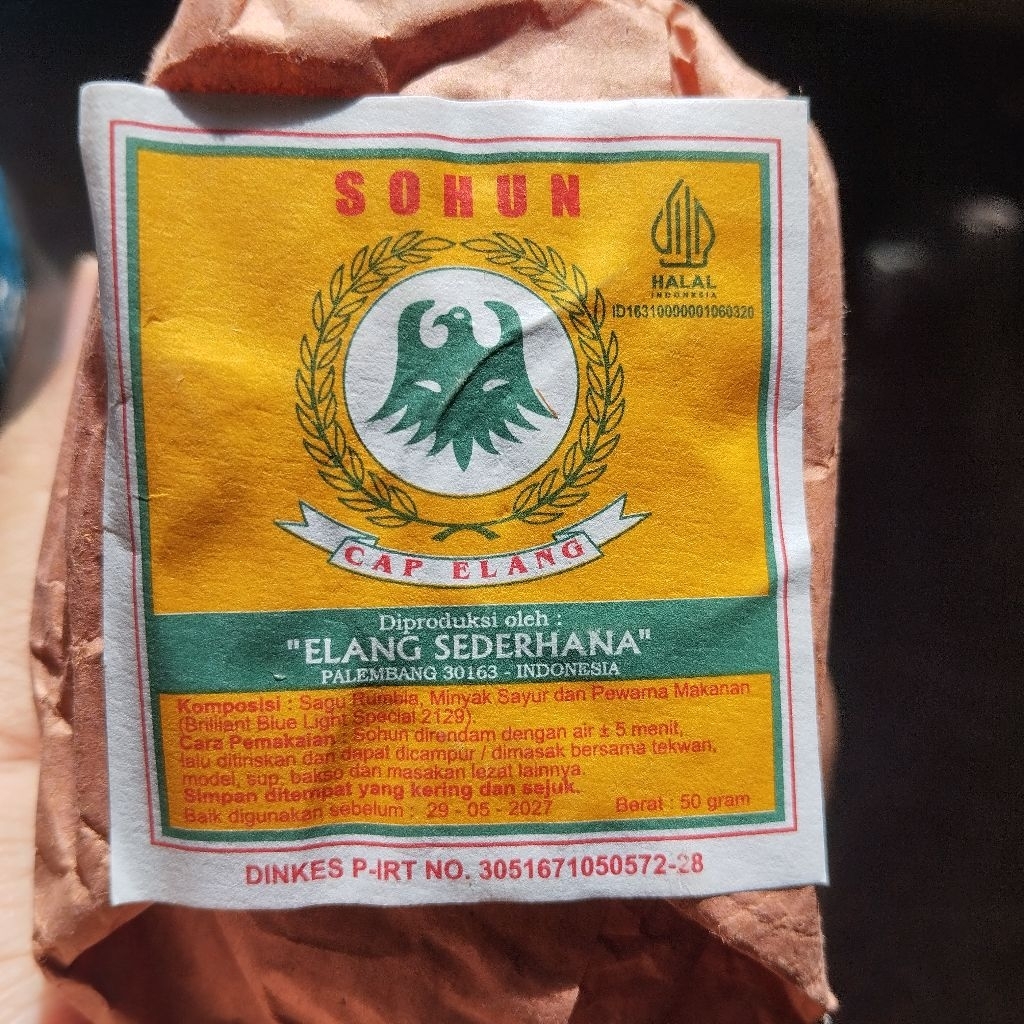 SOHUN
HALAL
INDONESIA
ID16310000001060320
CAP ELANG
Diproduksi oleh :
"ELANG SEDERHANA"
PALEMBANG 30163 - INDONESIA
Komposisi : Sagu Rumbia, Minyak Sayur dan Pewarna Makanan
(Brilliant Blue Light Special 2129).
Cara Pemakaian : Sohun direndam dengan air ± 5 menit,
lalu ditiriskan dan dapat dicampur / dimasak bersama tekwan,
model, sup, bakso dan masakan lezat lainnya.
Simpan ditempat yang kering dan sejuk.
Baik digunakan sebelum : 29 - 05 - 2027 Berat : 50 gram
DINKES P-IRT NO. 3051671050572-28